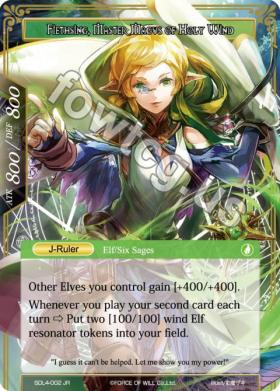 Fiethsing, Master Magus of Holy Wind
ATK 800 / DEF 800
J-Ruler
Elf/Six Sages
Other Elves you control gain [+400/+400].
Whenever you play your second card each
turn ⇨ Put two [100/100] wind Elf
resonator tokens into your field.
"I guess it can't be helped. Let me show you my power!"
SDL4-002 JR
©FORCE OF WILL Co.,Ltd.